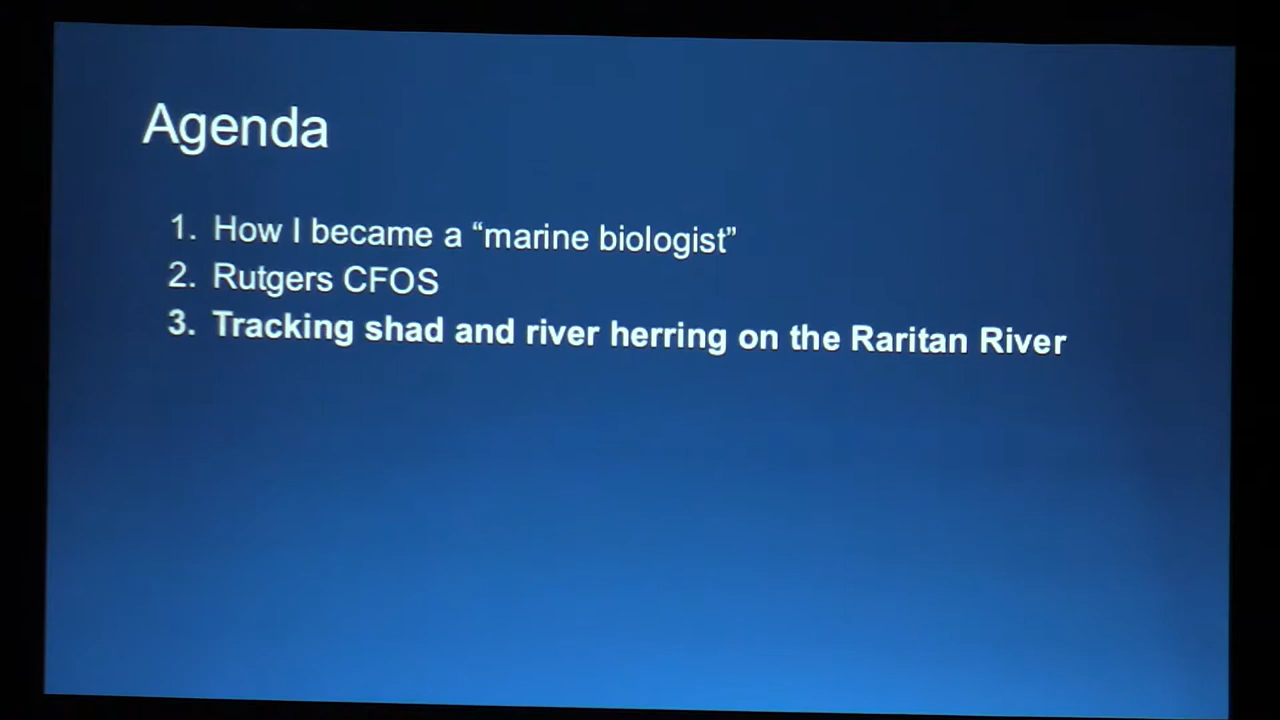 Agenda
1. How I became a “marine biologist”
2. Rutgers CFOS
3. Tracking shad and river herring on the Raritan River